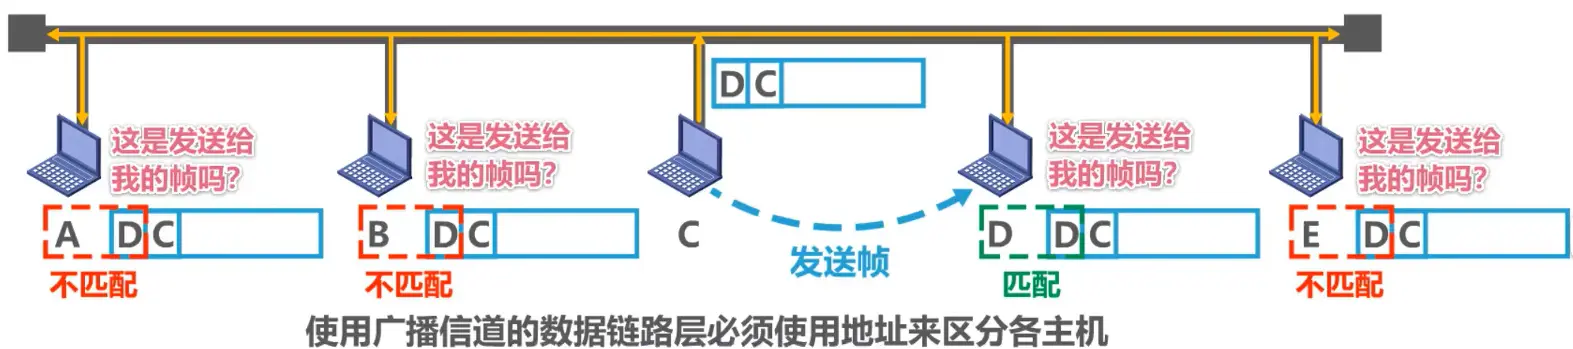 D C
这是发送给
我的帧吗？
这是发送给
我的帧吗？
这是发送给
我的帧吗？
这是发送给
我的帧吗？
A D C
B D C
C
D D C
E D C
发送帧
不匹配
不匹配
匹配
不匹配
使用广播信道的数据链路层必须使用地址来区分各主机